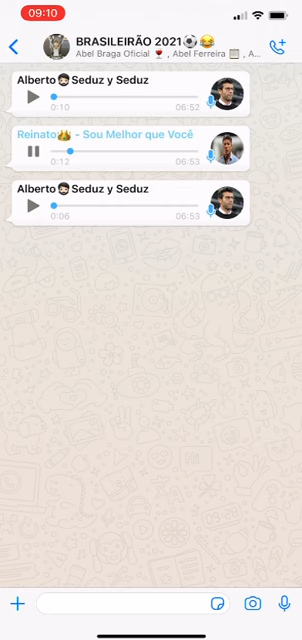 09:10
BRASILEIRÃO 2021⚽😂
Abel Braga Oficial 🍷, Abel Ferreira 📋, A...
Alberto🧔🏻Seduz y Seduz
0:10 06:52
Reinato👑 - Sou Melhor que Você
0:12 06:53
Alberto🧔🏻Seduz y Seduz
0:06 06:53